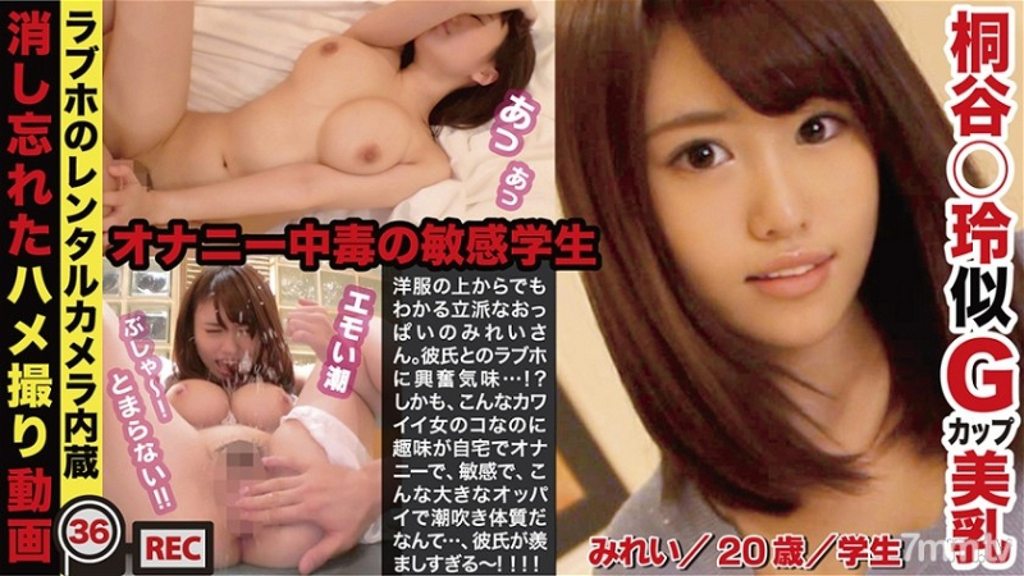 消し忘れたハメ撮り動画
ラブホのレンタルカメラ内蔵
36
REC
あっ
あっ
オナニー中毒の敏感学生
エモい潮
ぶしゃ〜!
とまらない!!
洋服の上からでも
わかる立派なおっ
ぱいのみれいさ
ん。彼氏とのラブホ
に興奮気味…!?
しかも、こんなカワ
イイ女のコなのに
趣味が自宅でオナ
ニーで、敏感で、こ
んな大きなオッパ
イで潮吹き体質だ
なんて…、彼氏が羨
ましすぎる〜!!!!
桐谷○玲似Gカップ美乳
みれい/20歳/学生
7mmtv